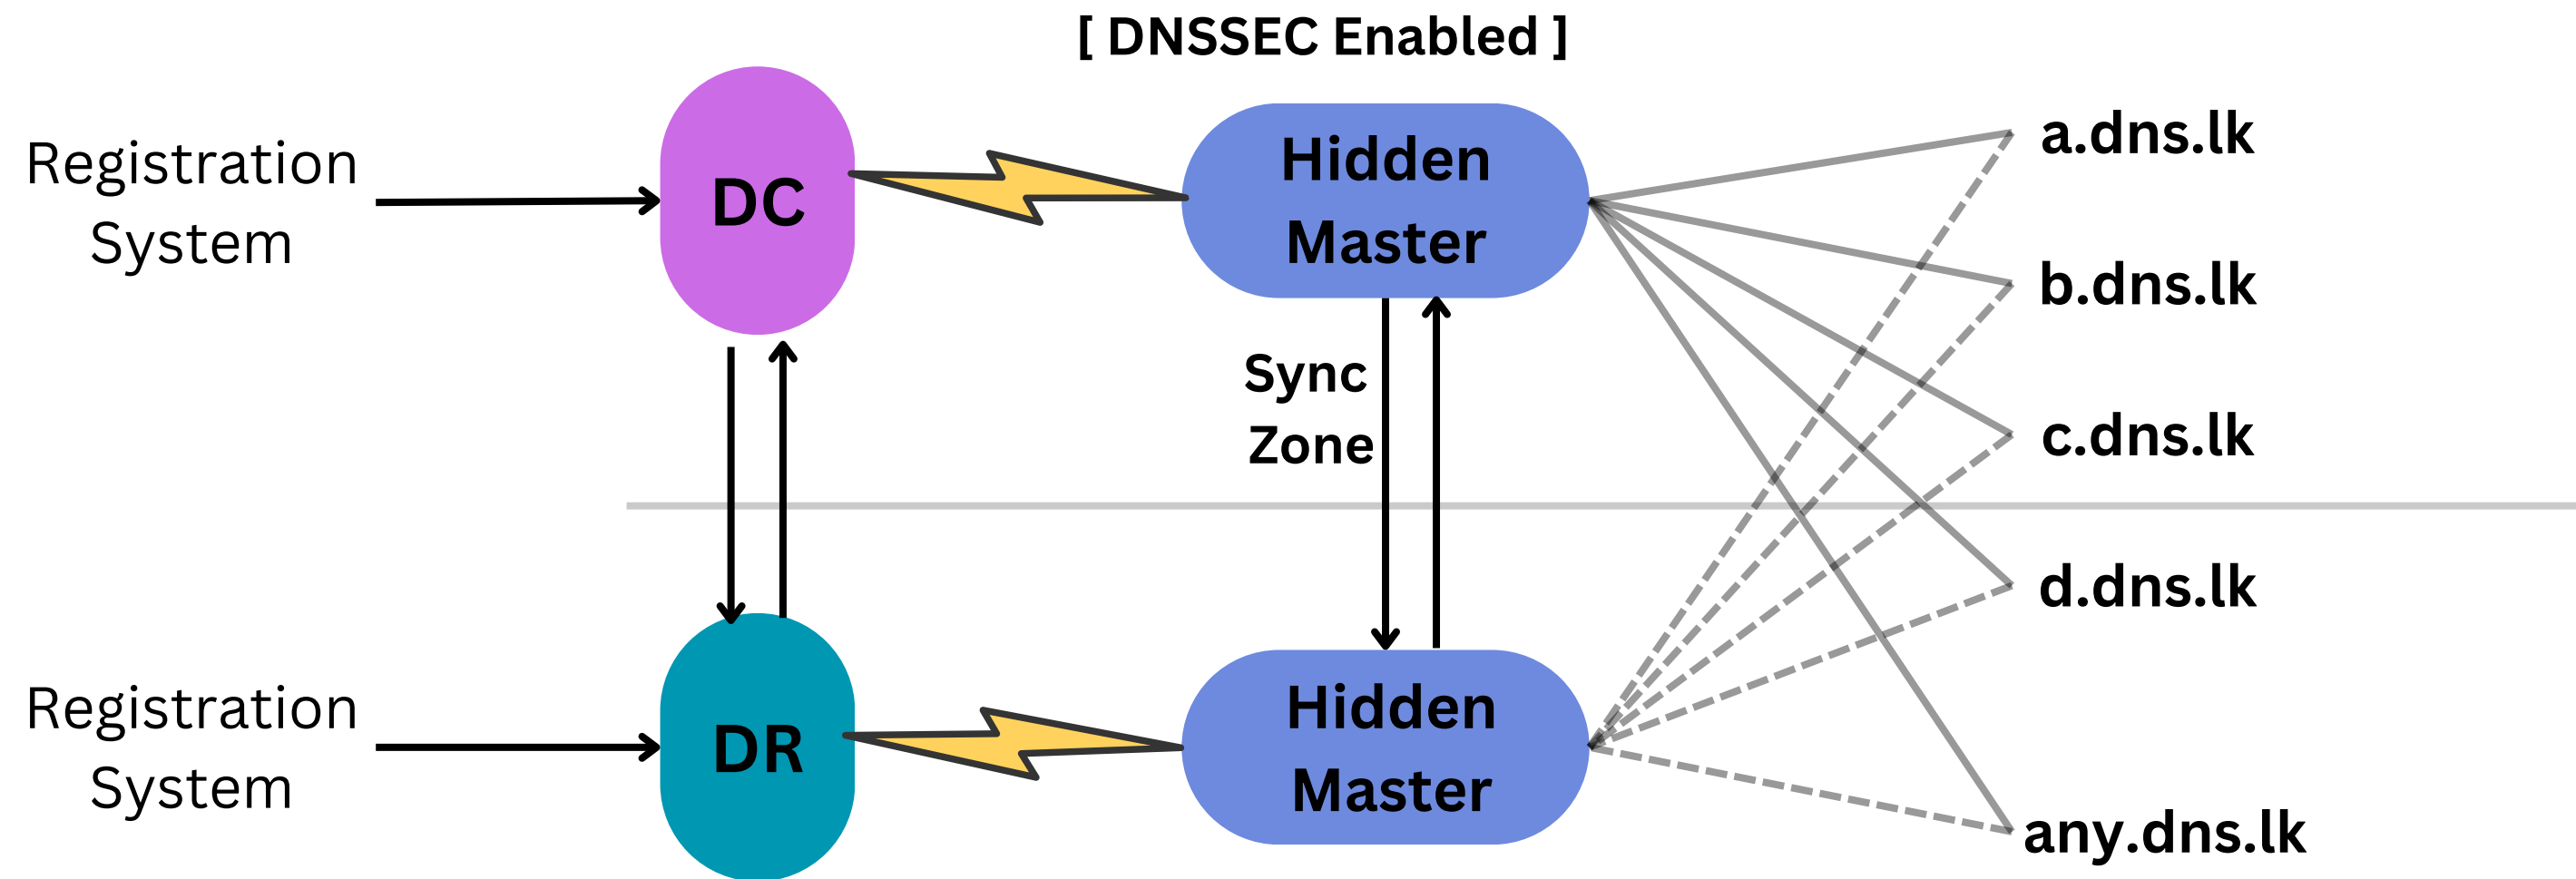 [ DNSSEC Enabled ]
Registration
System
DC
Hidden
Master
a.dns.lk
b.dns.lk
c.dns.lk
d.dns.lk
any.dns.lk
Sync
Zone
Registration
System
DR
Hidden
Master